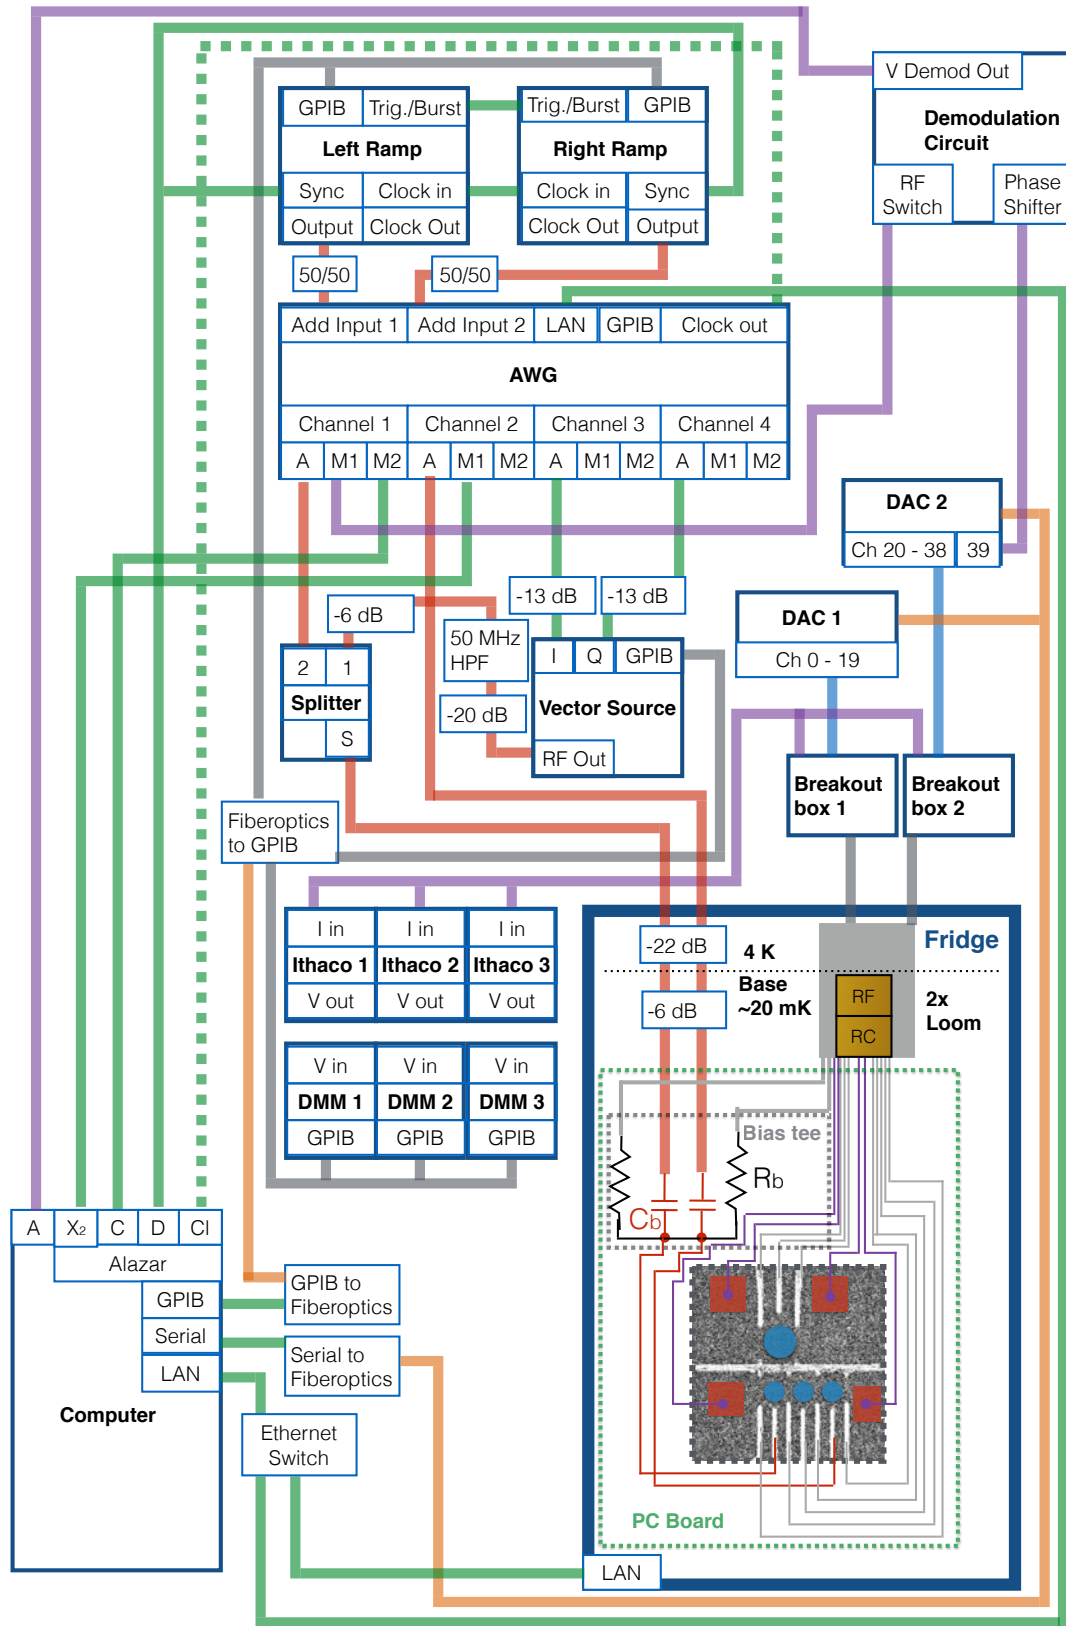 V Demod Out
Demodulation
Circuit
RF
Switch
Phase
Shifter
GPIB
Trig./Burst
Left Ramp
Sync
Clock in
Output
Clock Out
Trig./Burst
GPIB
Right Ramp
Clock in
Sync
Clock Out
Output
50/50
50/50
Add Input 1
Add Input 2
LAN
GPIB
Clock out
AWG
Channel 1
Channel 2
Channel 3
Channel 4
A
M1
M2
A
M1
M2
A
M1
M2
A
M1
M2
DAC 2
Ch 20 - 38
39
DAC 1
Ch 0 - 19
-13 dB
-13 dB
-6 dB
50 MHz
HPF
-20 dB
I
Q
GPIB
Vector Source
RF Out
2
1
Splitter
S
Breakout
box 1
Breakout
box 2
Fiberoptics
to GPIB
I in
I in
I in
Ithaco 1
Ithaco 2
Ithaco 3
V out
V out
V out
V in
V in
V in
DMM 1
DMM 2
DMM 3
GPIB
GPIB
GPIB
Fridge
-22 dB
4 K
Base
~20 mK
-6 dB
RF
RC
2x
Loom
Bias tee
Rb
Cb
PC Board
LAN
A
X2
C
D
Cl
Alazar
GPIB
Serial
LAN
Computer
GPIB to
Fiberoptics
Serial to
Fiberoptics
Ethernet
Switch